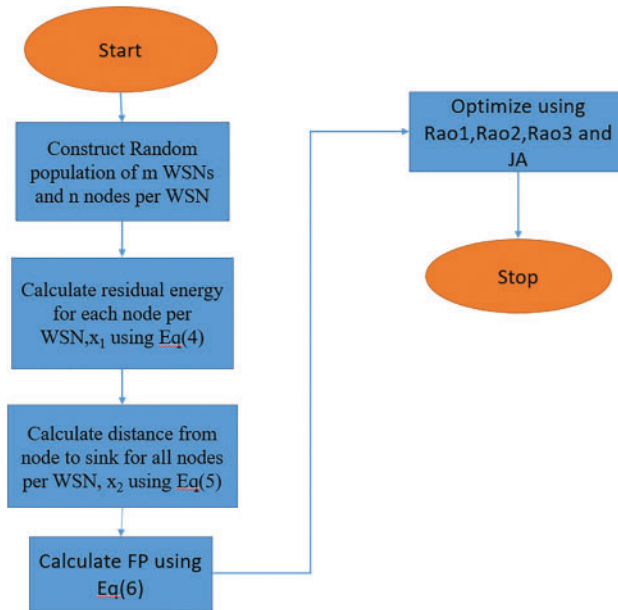 Start
Construct Random
population of m WSNs
and n nodes per WSN
Calculate residual energy
for each node per
WSN,x₁ using Eq(4)
Calculate distance from
node to sink for all nodes
per WSN, x₂ using Eq(5)
Calculate FP using
Eq(6)
Optimize using
Rao1,Rao2,Rao3 and
JA
Stop